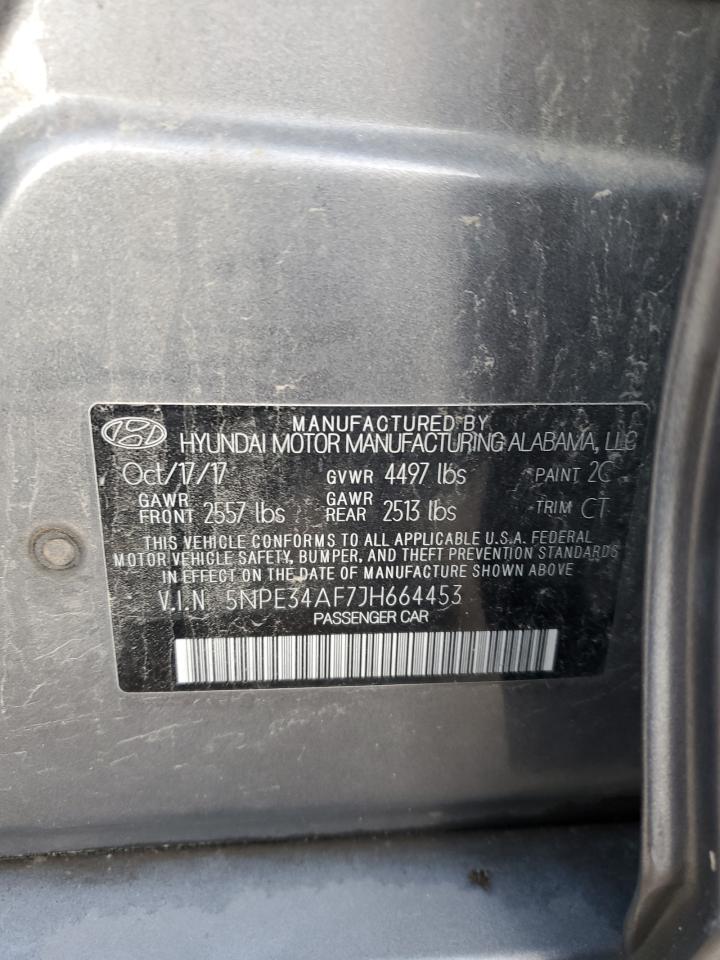 MANUFACTURED BY
HYUNDAI MOTOR MANUFACTURING ALABAMA, LLC
Oct/17/17 GVWR 4497 lbs PAINT 2C
GAWR FRONT 2557 lbs GAWR REAR 2513 lbs TRIM CT
THIS VEHICLE CONFORMS TO ALL APPLICABLE U.S.A. FEDERAL
MOTOR VEHICLE SAFETY, BUMPER, AND THEFT PREVENTION STANDARDS
IN EFFECT ON THE DATE OF MANUFACTURE SHOWN ABOVE.
V.I.N 5NPE34AF7JH664453
PASSENGER CAR